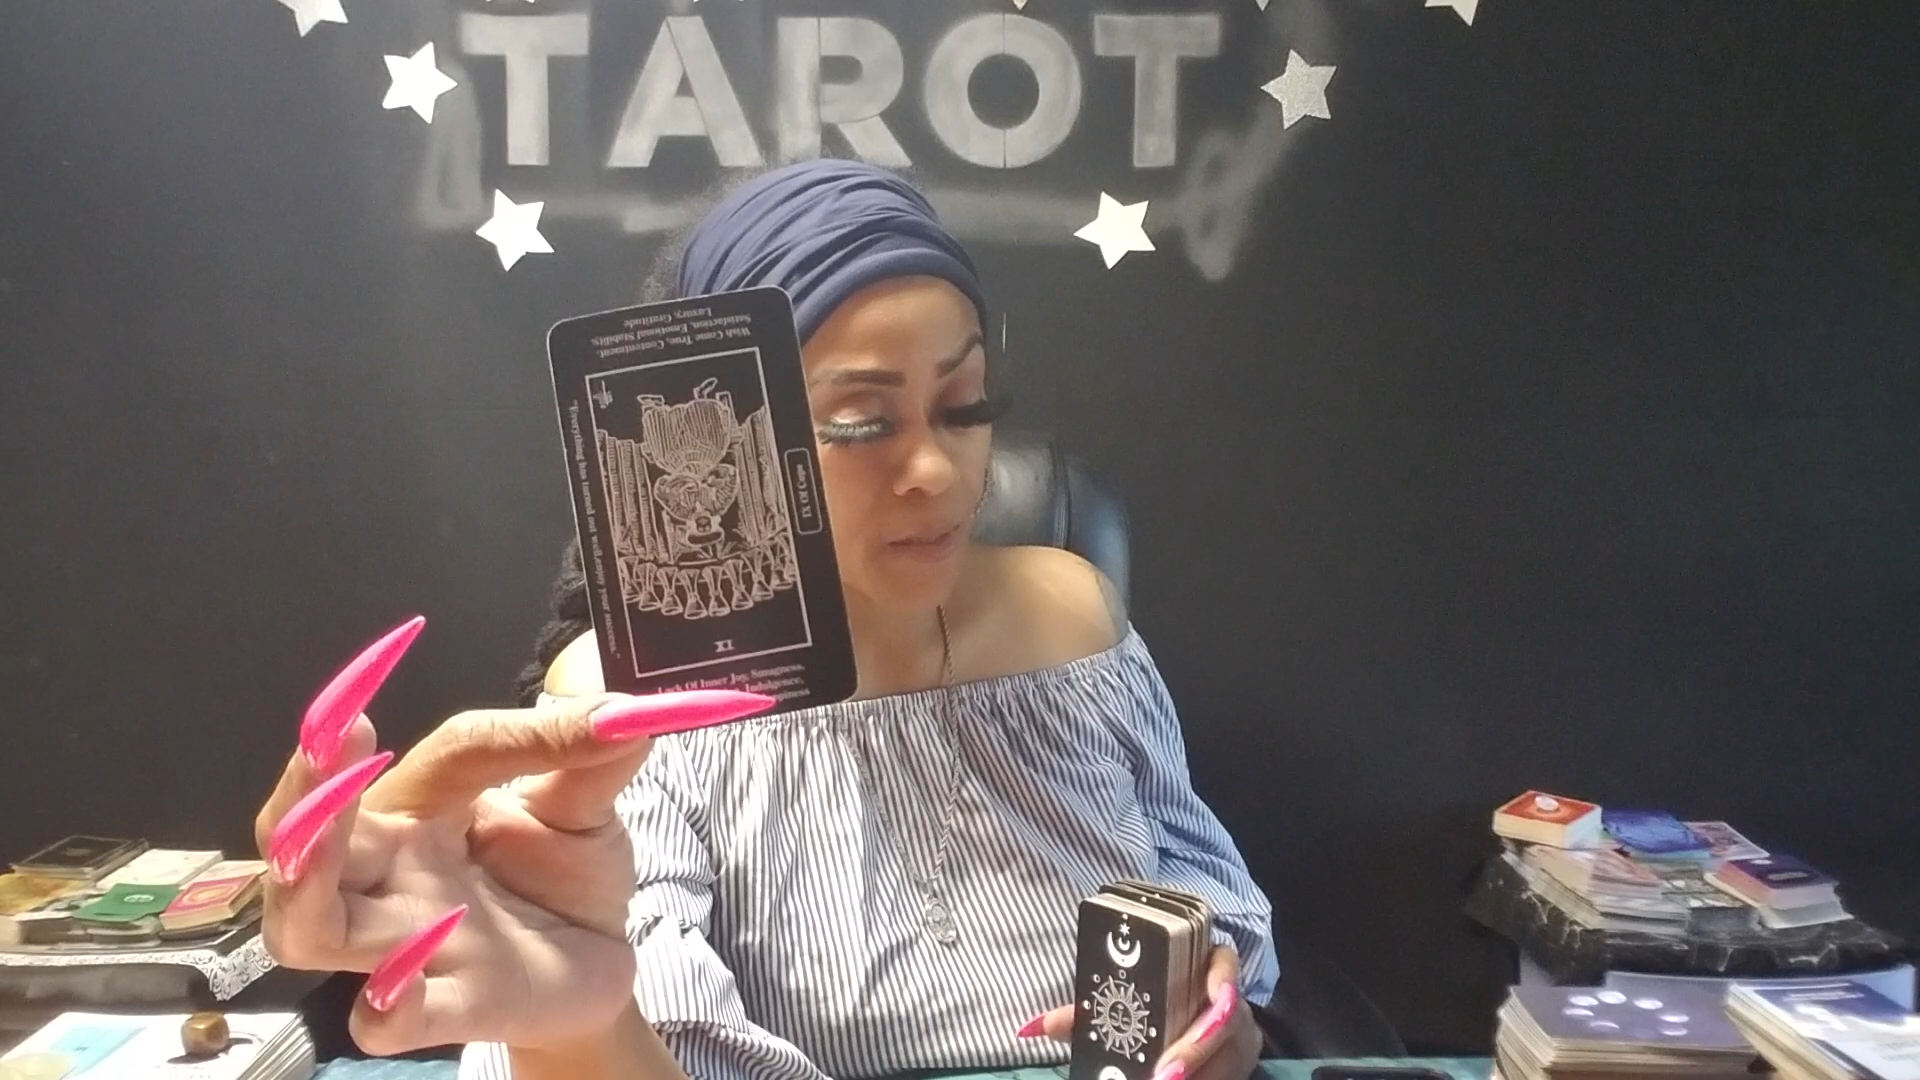 TAROT
Wish Come True, Contentment,
Satisfaction, Emotional Stability,
Luxury, Gratitude
"Everything has turned out well, enjoy your success."
IX Of Cups
IX
Lack Of Inner Joy, Smugness,
Indulgence,